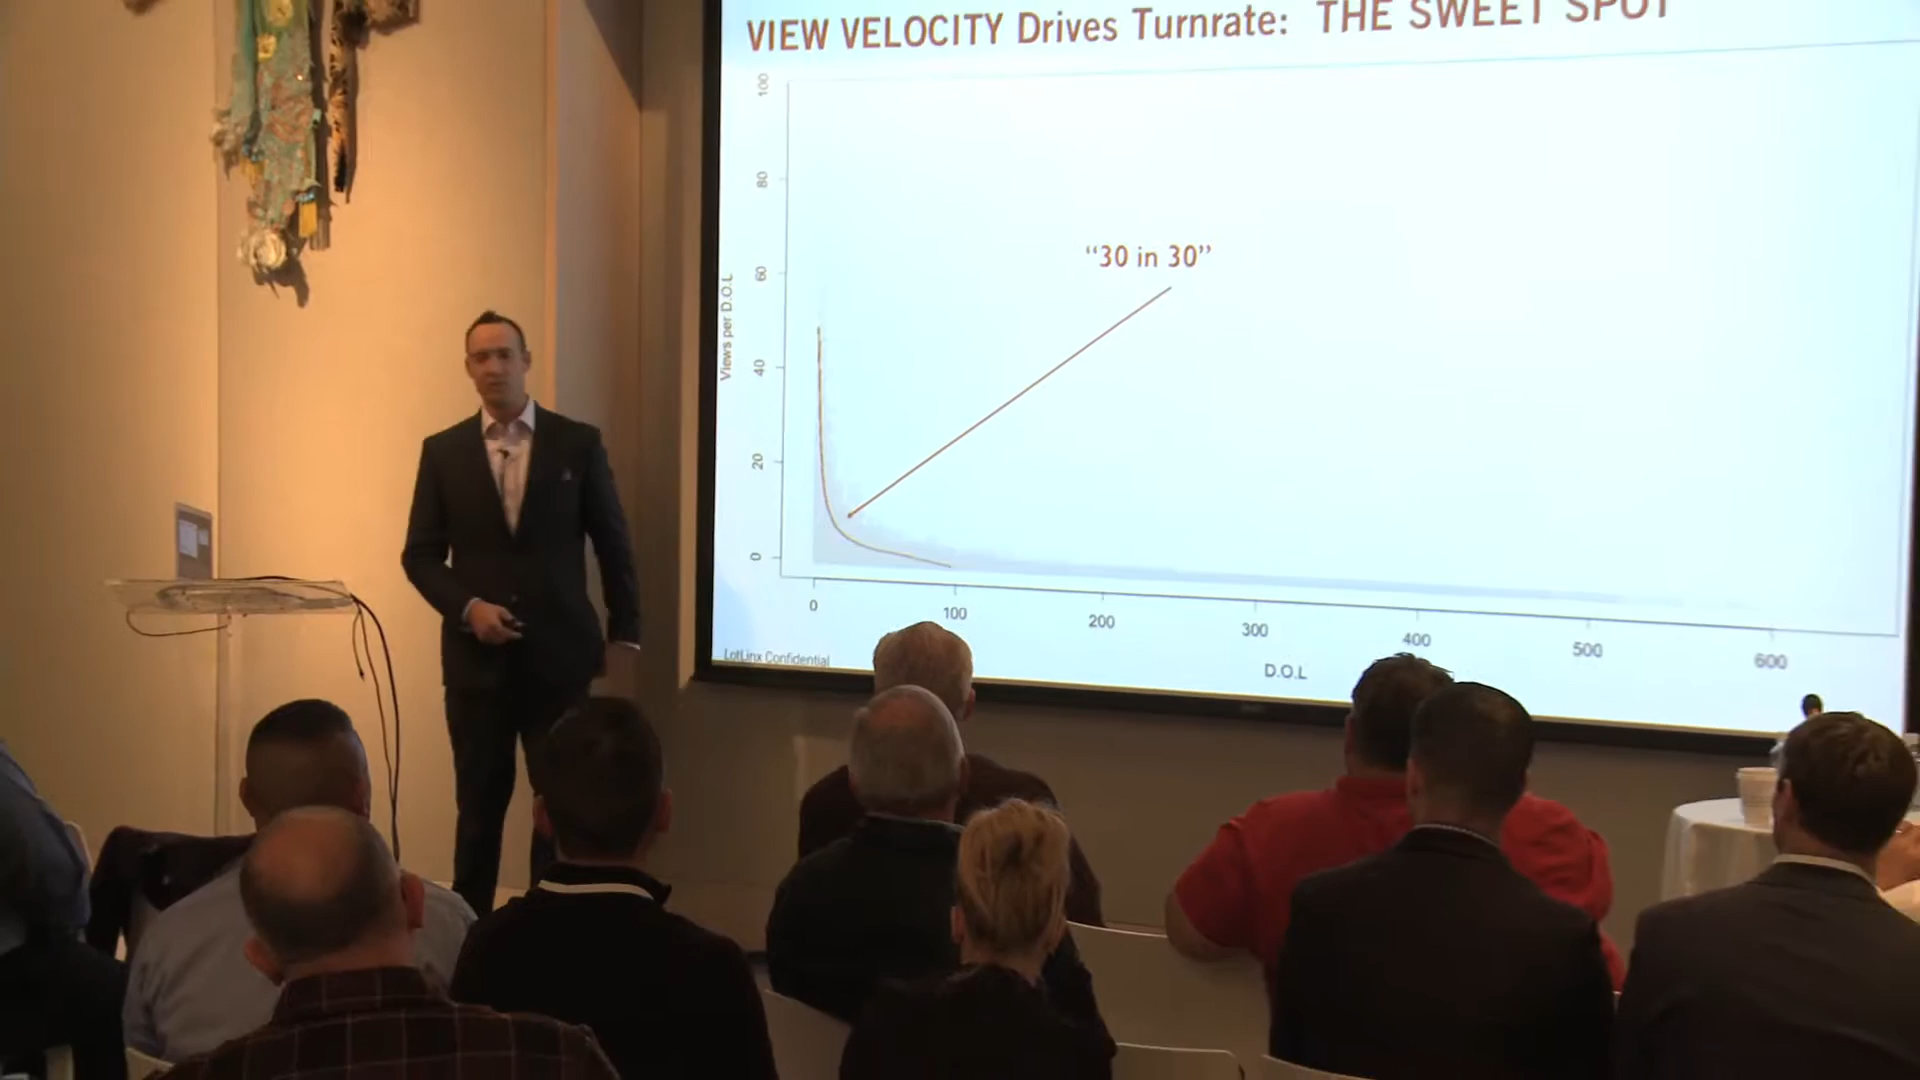 VIEW VELOCITY Drives Turnrate: THE SWEET SPOT
100
80
60
40
20
0
Views per D.O.L
“30 in 30”
0
100
200
300
400
500
600
D.O.L
LotLinx Confidential